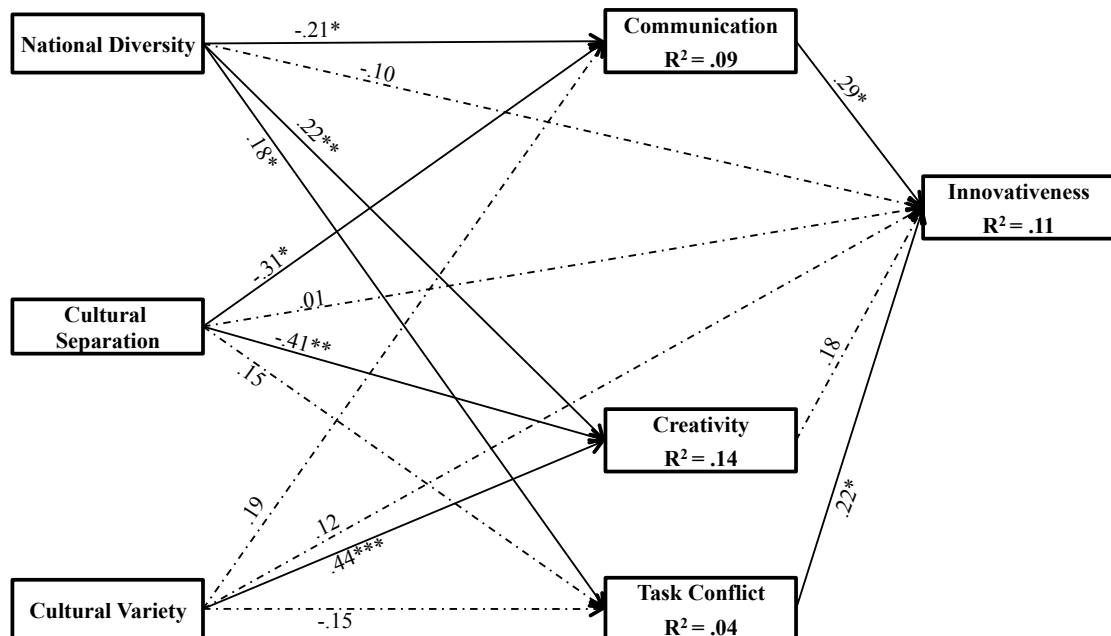 National Diversity
-.21*
-.10
.22**
.18*
Communication
R² = .09
.29*
Innovativeness
R² = .11
Cultural
Separation
-.31*
.01
-.41**
.15
.18
Creativity
R² = .14
.22*
Cultural Variety
.19
.12
.44***
-.15
Task Conflict
R² = .04